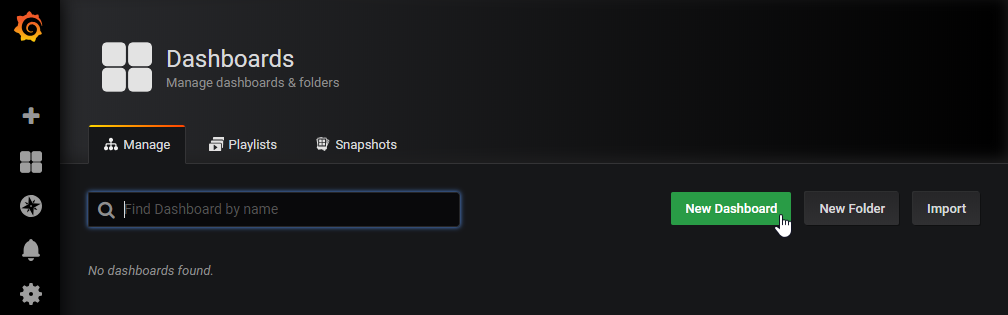 Dashboards
Manage dashboards & folders
Manage Playlists Snapshots
Find Dashboard by name New Dashboard New Folder Import
No dashboards found.